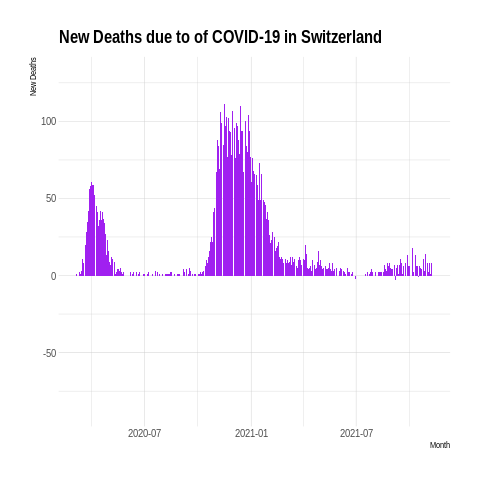 New Deaths due to of COVID-19 in Switzerland
New Deaths
100
50
0
-50
2020-07
2021-01
2021-07
Month